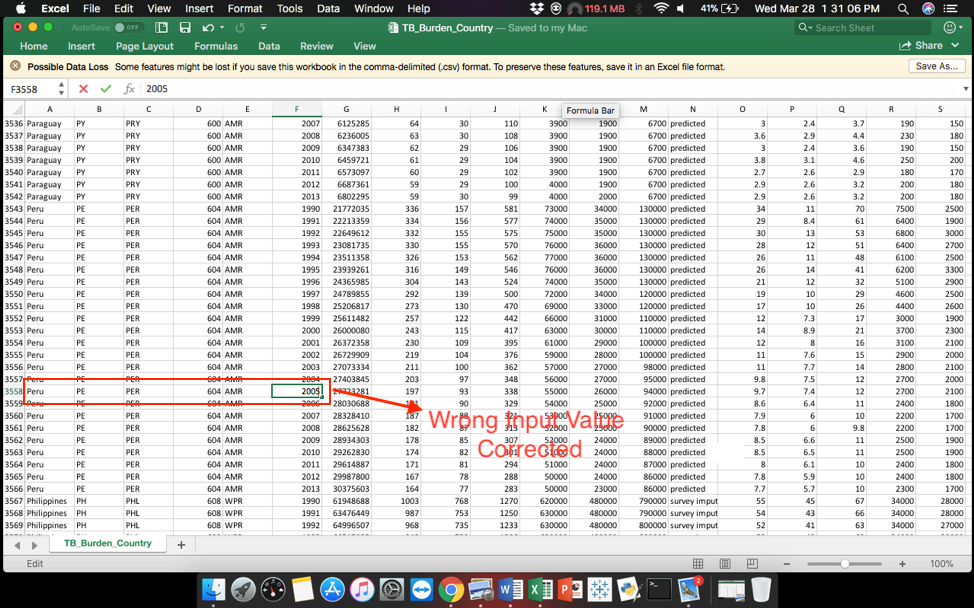 Excel File Edit View Insert Format Tools Data Window Help 119.1 MB 41% Wed Mar 28 1 31 06 PM
AutoSave OFF TB_Burden_Country — Saved to my Mac Search Sheet
Home Insert Page Layout Formulas Data Review View Share
Possible Data Loss Some features might be lost if you save this workbook in the comma-delimited (.csv) format. To preserve these features, save it in an Excel file format. Save As...
F3558 fx 2005
A B C D E F G H I J K Formula Bar M N O P Q R S
3536 Paraguay PY PRY 600 AMR 2007 6125285 64 30 110 3900 1900 6700 predicted 3 2.4 3.7 190 150
3537 Paraguay PY PRY 600 AMR 2008 6236005 63 30 108 3900 1900 6700 predicted 3.6 2.9 4.4 230 180
3538 Paraguay PY PRY 600 AMR 2009 6347383 62 29 106 3900 1900 6700 predicted 3 2.4 3.6 190 150
3539 Paraguay PY PRY 600 AMR 2010 6459721 61 29 104 3900 1900 6700 predicted 3.8 3.1 4.6 250 200
3540 Paraguay PY PRY 600 AMR 2011 6573097 60 29 102 3900 1900 6700 predicted 2.7 2.6 2.9 180 170
3541 Paraguay PY PRY 600 AMR 2012 6687361 59 29 100 4000 1900 6700 predicted 2.9 2.6 3.2 200 180
3542 Paraguay PY PRY 600 AMR 2013 6802295 59 30 99 4000 2000 6700 predicted 2.9 2.6 3.2 200 180
3543 Peru PE PER 604 AMR 1990 21772035 336 157 581 73000 34000 130000 predicted 34 11 70 7500 2500
3544 Peru PE PER 604 AMR 1991 22213359 334 156 577 74000 35000 130000 predicted 29 8.4 61 6400 1900
3545 Peru PE PER 604 AMR 1992 22649612 332 155 575 75000 35000 130000 predicted 30 13 53 6800 3000
3546 Peru PE PER 604 AMR 1993 23081735 330 155 570 76000 36000 130000 predicted 28 12 51 6400 2700
3547 Peru PE PER 604 AMR 1994 23511358 326 153 562 77000 36000 130000 predicted 26 11 48 6100 2500
3548 Peru PE PER 604 AMR 1995 23939261 316 149 546 76000 36000 130000 predicted 26 14 41 6200 3300
3549 Peru PE PER 604 AMR 1996 24365985 304 143 524 74000 35000 130000 predicted 21 12 32 5100 2900
3550 Peru PE PER 604 AMR 1997 24789855 292 139 500 72000 34000 120000 predicted 19 10 29 4600 2500
3551 Peru PE PER 604 AMR 1998 25206817 273 130 470 69000 33000 120000 predicted 17 10 26 4400 2600
3552 Peru PE PER 604 AMR 1999 25611482 257 122 442 66000 31000 110000 predicted 12 7.3 17 3000 1900
3553 Peru PE PER 604 AMR 2000 26000080 243 115 417 63000 30000 110000 predicted 14 8.9 21 3700 2300
3554 Peru PE PER 604 AMR 2001 26372358 230 109 395 61000 29000 100000 predicted 12 8 16 3100 2100
3555 Peru PE PER 604 AMR 2002 26729909 219 104 376 59000 28000 100000 predicted 11 7.6 15 2900 2000
3556 Peru PE PER 604 AMR 2003 27073334 211 100 362 57000 27000 98000 predicted 11 7.7 14 2800 2100
3557 Peru PE PER 604 AMR 2004 27403845 203 97 348 56000 27000 95000 predicted 9.8 7.5 12 2700 2100
3558 Peru PE PER 604 AMR 2005 197 93 338 55000 26000 94000 predicted 9.7 7.4 12 2700 2100
3559 Peru PE PER 604 AMR 2006 28030688 90 329 54000 25000 92000 predicted 8.6 6.4 11 2400 1800
3560 Peru PE PER 604 AMR 2007 28328410 187 88 321 53000 25000 91000 predicted 7.9 6 10 2200 1700
Wrong Input Value
3561 Peru PE PER 604 AMR 2008 28625628 182 313 52000 90000 predicted 7.8 6 9.8 2200 1700
3562 Peru PE PER 604 AMR 2009 28934303 178 85 307 52000 24000 89000 predicted 8.5 6.6 11 2500 1900
Corrected
3563 Peru PE PER 604 AMR 2010 29262830 174 82 301 51000 24000 88000 predicted 8.5 6.5 11 2500 1900
3564 Peru PE PER 604 AMR 2011 29614887 171 81 294 51000 24000 87000 predicted 8 6.1 10 2400 1800
3565 Peru PE PER 604 AMR 2012 29987800 167 78 288 50000 24000 86000 predicted 7.8 5.9 10 2400 1800
3566 Peru PE PER 604 AMR 2013 30375603 164 77 283 50000 23000 86000 predicted 7.7 5.7 10 2300 1700
3567 Philippines PH PHL 608 WPR 1990 61948688 1003 768 1270 620000 480000 790000 survey imput 55 45 67 34000 28000
3568 Philippines PH PHL 608 WPR 1991 63476449 987 753 1250 630000 480000 790000 survey imput 54 43 66 34000 28000
3569 Philippines PH PHL 608 WPR 1992 64996507 968 735 1233 630000 480000 800000 survey imput 52 41 63 34000 27000
TB_Burden_Country +
Edit 100%